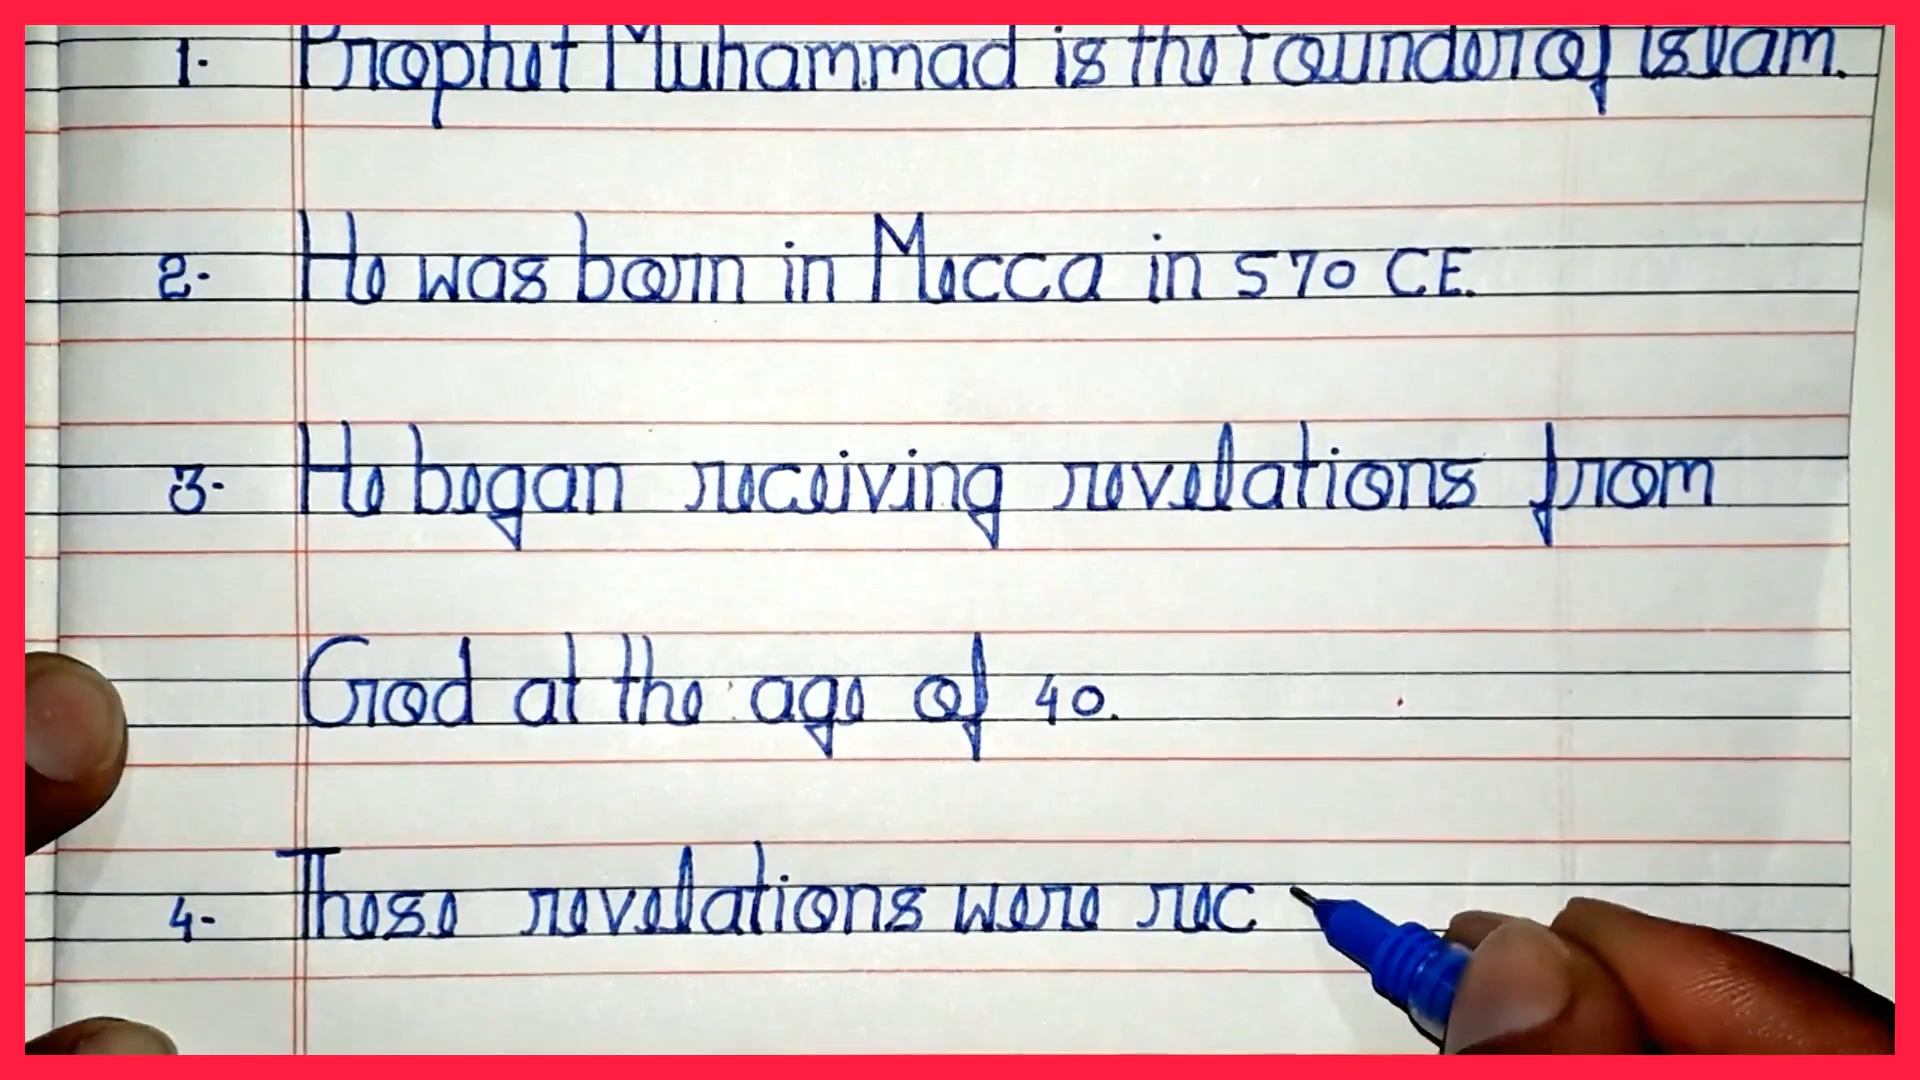 1. Prophet Muhammad is the Founder of Islam.
2. He was born in Mecca in 570 CE.
3. He began receiving revelations from
God at the age of 40.
4- These revelations were rec